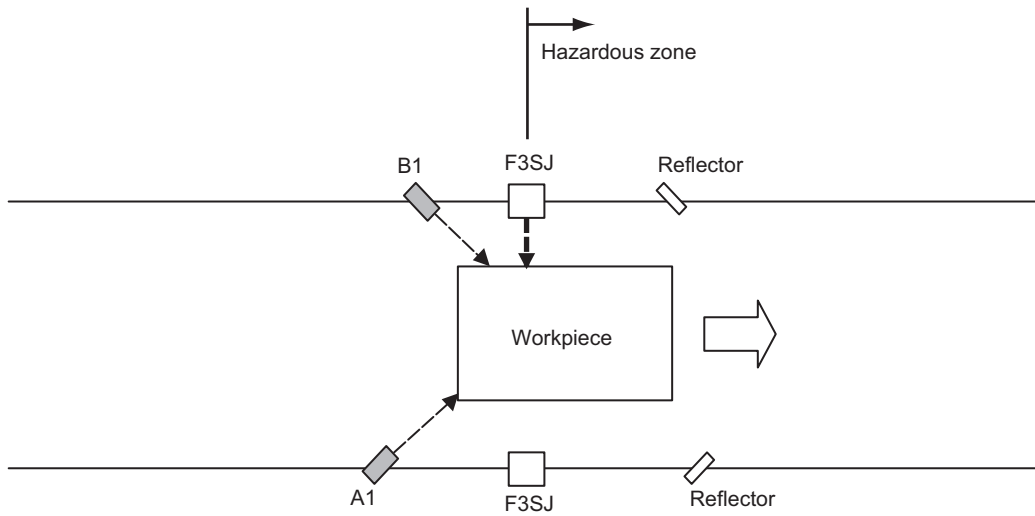 Hazardous zone
B1
F3SJ
Reflector
Workpiece
A1
F3SJ
Reflector